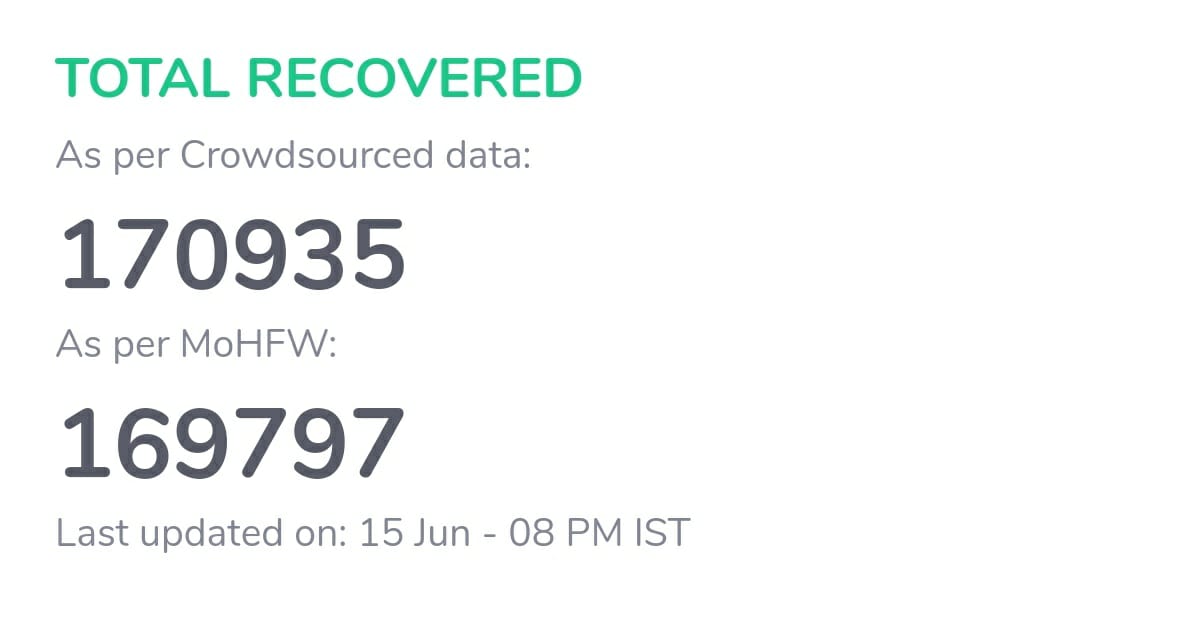 TOTAL RECOVERED
As per Crowdsourced data:
170935
As per MoHFW:
169797
Last updated on: 15 Jun - 08 PM IST